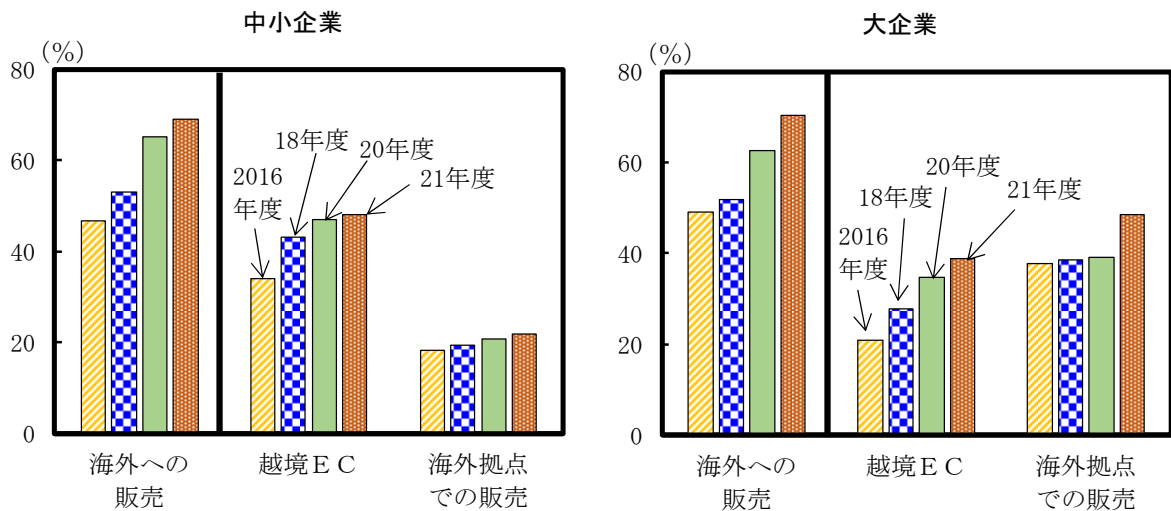 中小企業
(%)
80
60
40
20
0
2016
年度
18年度
20年度
21年度
海外への
販売
越境ＥＣ
海外拠点
での販売
大企業
(%)
80
60
40
20
0
2016
年度
18年度
20年度
21年度
海外への
販売
越境ＥＣ
海外拠点
での販売